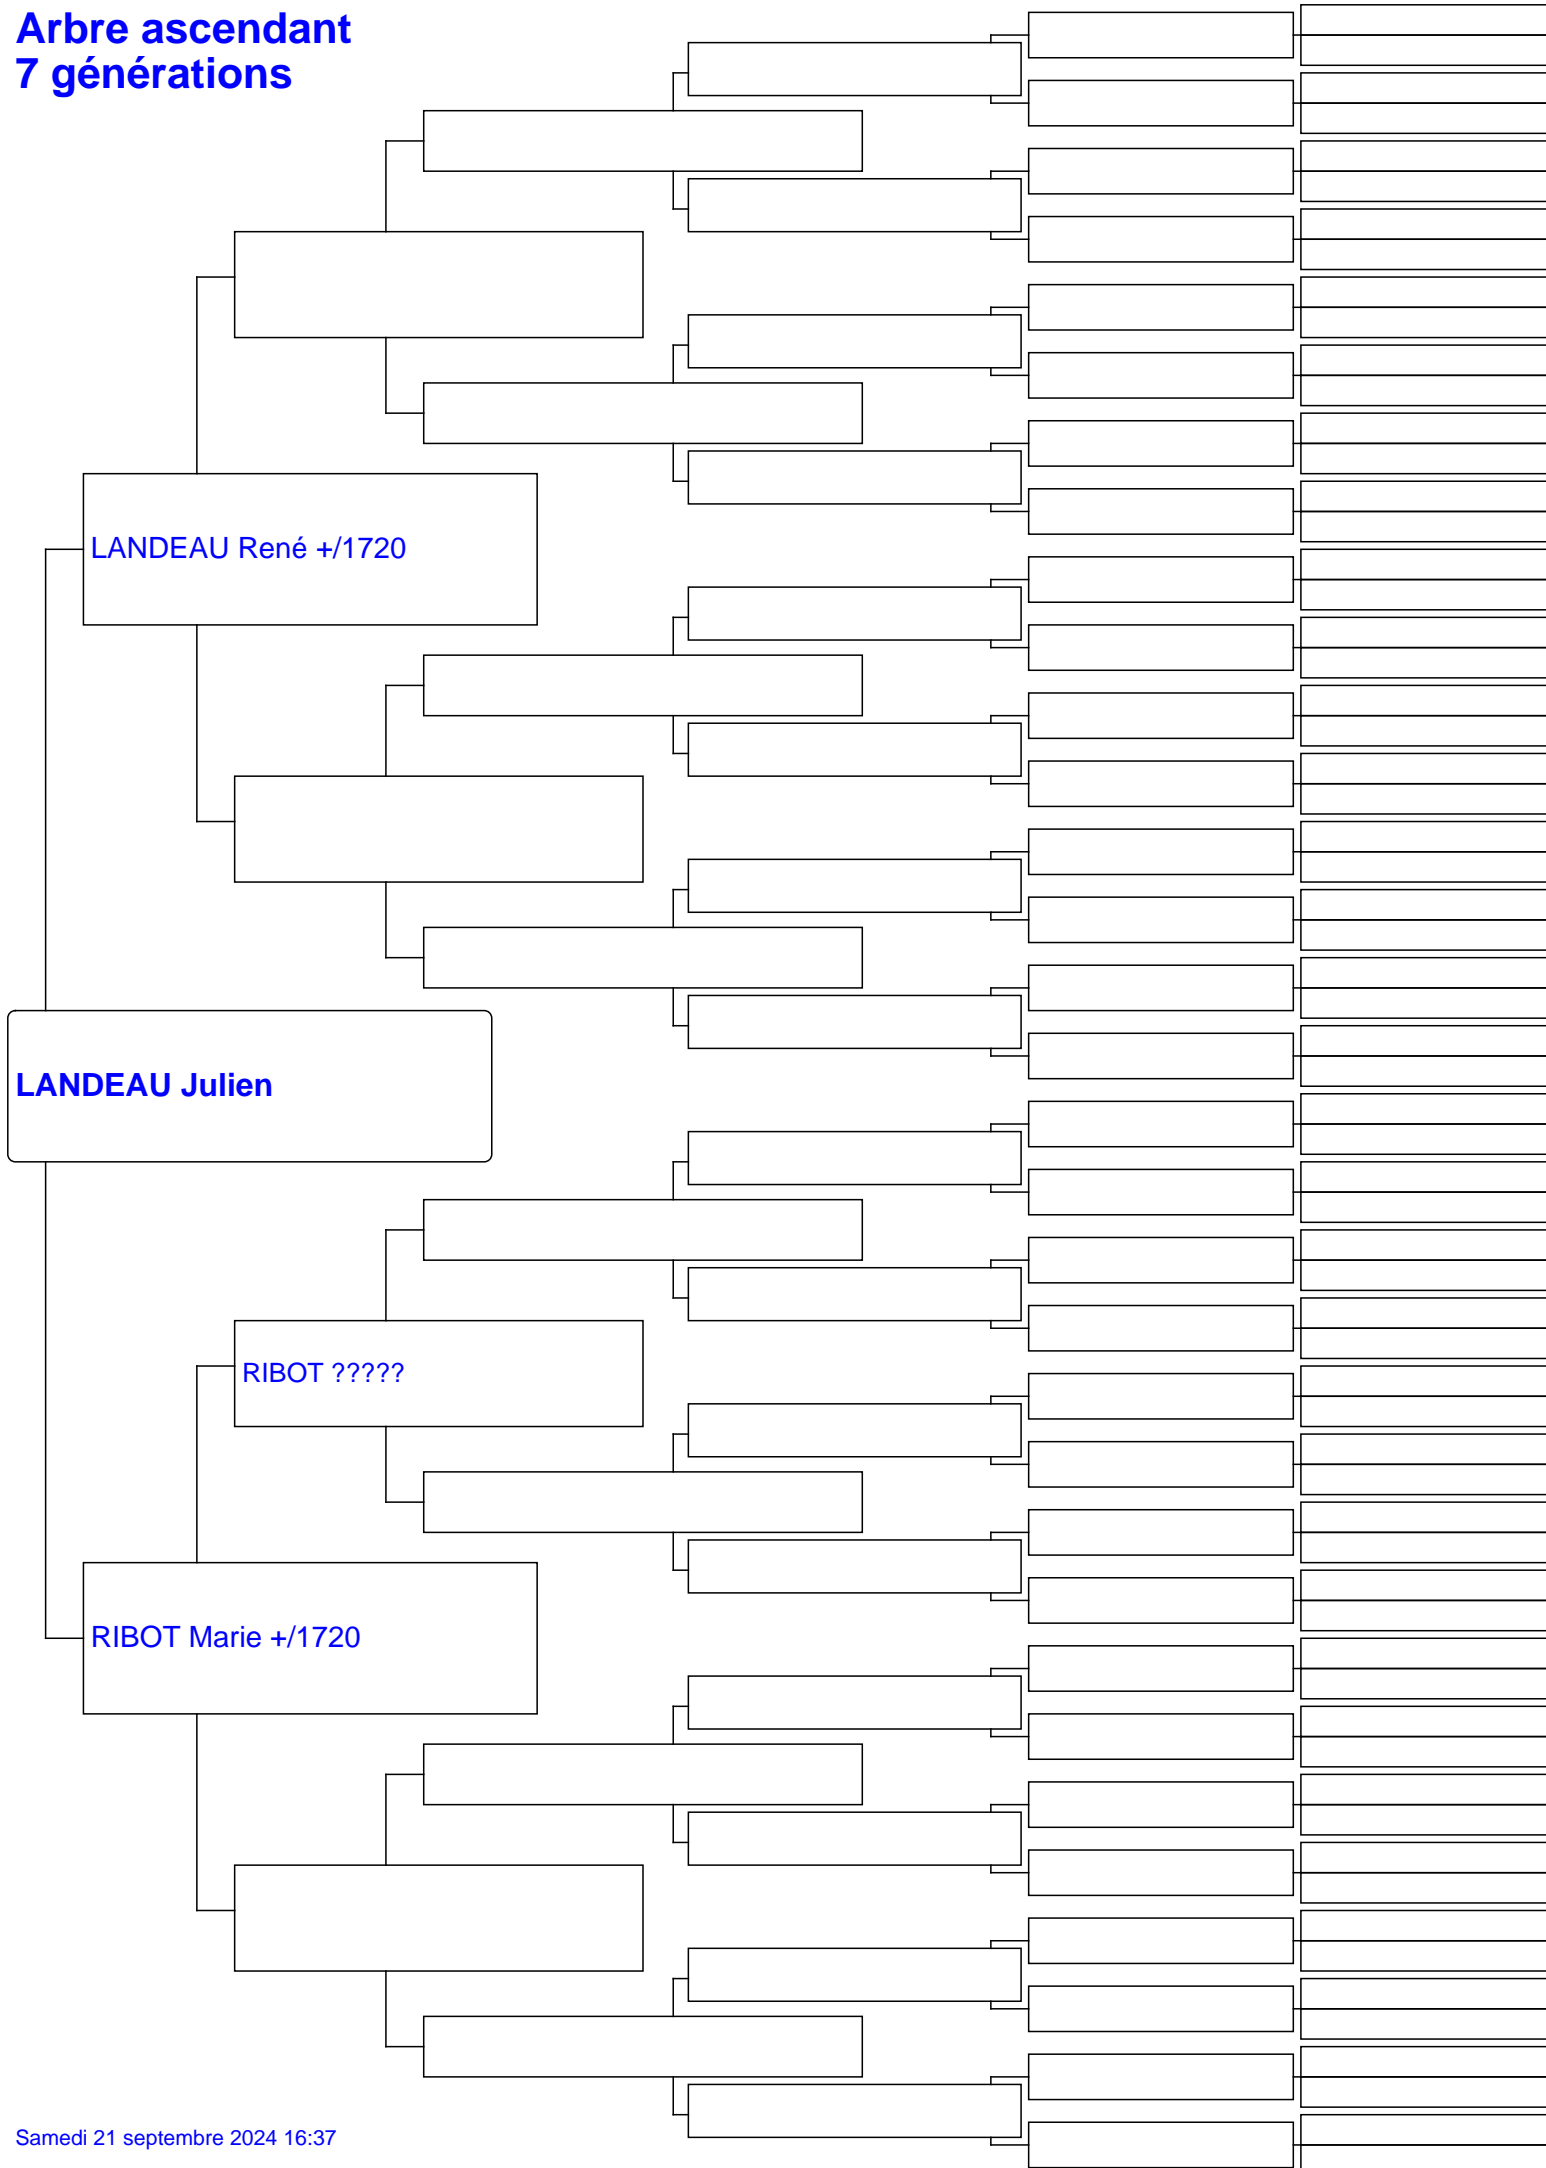 Arbre ascendant
7 générations
LANDEAU René +/1720
LANDEAU Julien
RIBOT ?????
RIBOT Marie +/1720
Samedi 21 septembre 2024 16:37